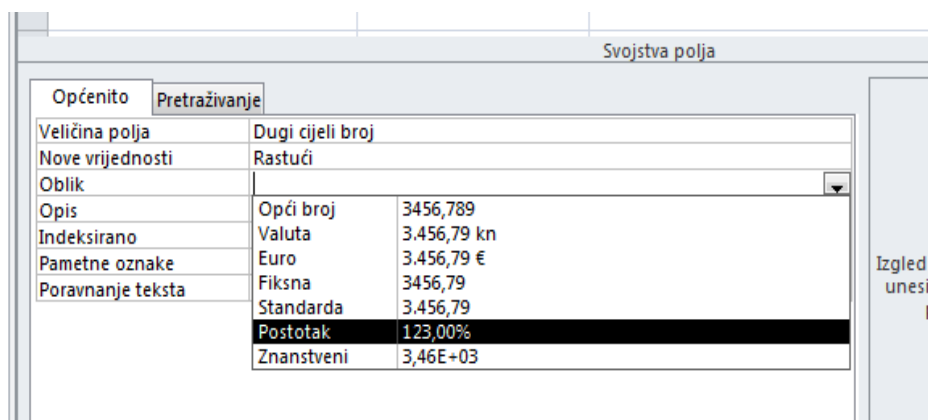 Svojstva polja
Općenito Pretraživanje
Veličina polja Dugi cijeli broj
Nove vrijednosti Rastući
Oblik
Opis
Indeksirano
Pametne oznake
Poravnanje teksta
Opći broj 3456,789
Valuta 3.456,79 kn
Euro 3.456,79 €
Fiksna 3456,79
Standarda 3.456,79
Postotak 123,00%
Znanstveni 3,46E+03
Izgled
unesi